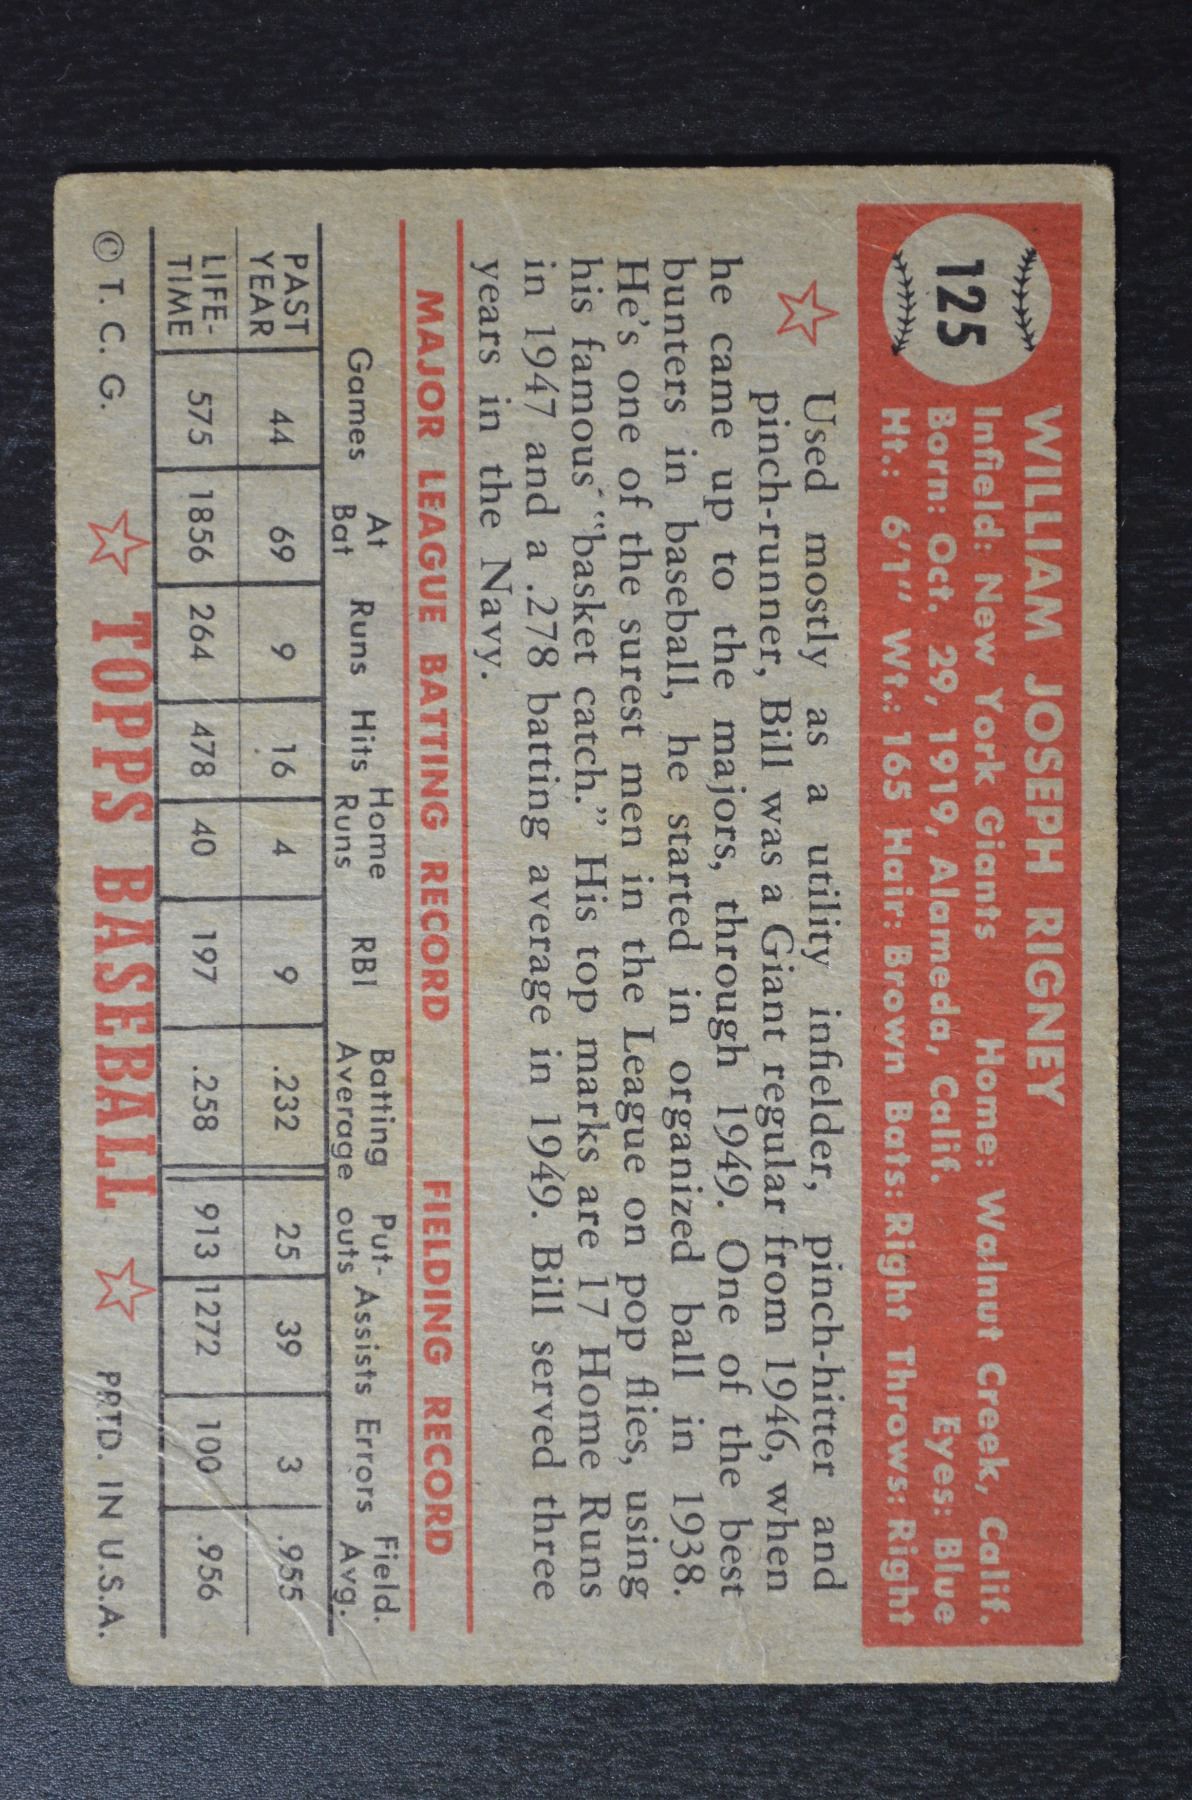 125
WILLIAM JOSEPH RIGNEY
Infield: New York Giants Home: Walnut Creek, Calif.
Born: Oct. 29, 1919, Alameda, Calif. Eyes: Blue
Ht.: 6'1" Wt.: 165 Hair: Brown Bats: Right Throws: Right
Used mostly as a utility infielder, pinch-hitter and
pinch-runner, Bill was a Giant regular from 1946, when
he came up to the majors, through 1949. One of the best
bunters in baseball, he started in organized ball in 1938.
He's one of the surest men in the League on pop flies, using
his famous "basket catch." His top marks are 17 Home Runs
in 1947 and a .278 batting average in 1949. Bill served three
years in the Navy.
MAJOR LEAGUE BATTING RECORD FIELDING RECORD
Games At Bat Runs Hits Home Runs RBI Batting Average Put-outs Assists Errors Field. Avg.
PAST YEAR 44 69 9 16 4 9 .232 25 39 3 .955
LIFE-TIME 575 1856 264 478 40 197 .258 913 1272 100 .956
© T. C. G. TOPPS BASEBALL PRTD. IN U.S.A.